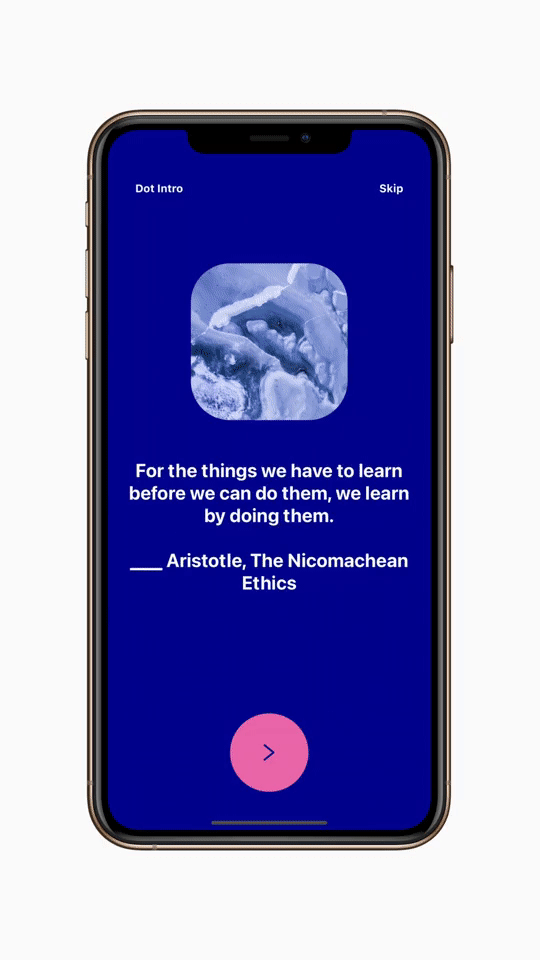 Dot Intro
Skip
For the things we have to learn
before we can do them, we learn
by doing them.
____ Aristotle, The Nicomachean
Ethics